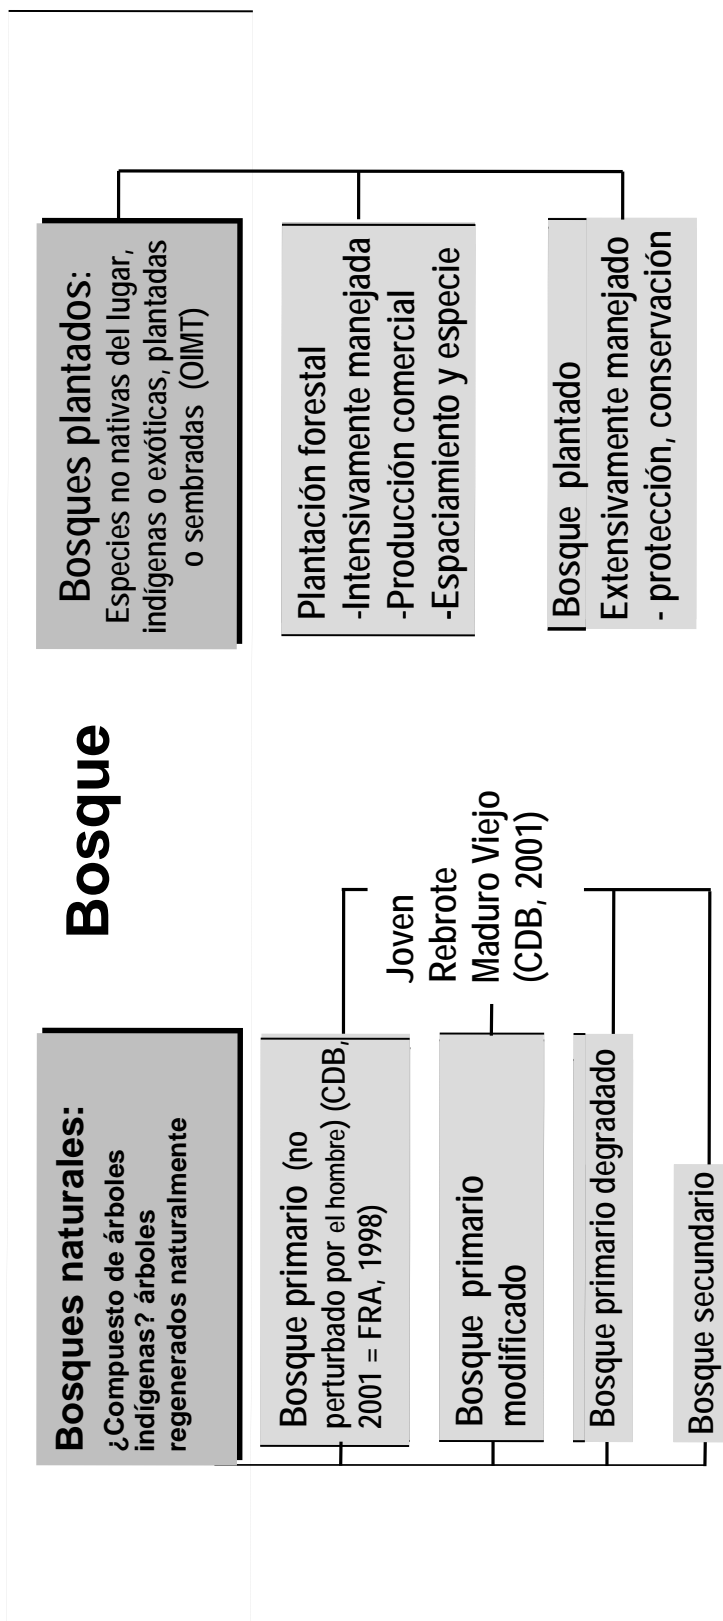 Bosque
Bosques naturales:
¿Compuesto de árboles
indígenas? árboles
regenerados naturalmente
Bosque primario (no
perturbado por el hombre) (CDB,
2001 = FRA, 1998)
Bosque primario
modificado
Bosque primario degradado
Bosque secundario
Joven
Rebrote
Maduro Viejo
(CDB, 2001)
Bosques plantados:
Especies no nativas del lugar,
indígenas o exóticas, plantadas
o sembradas (OIMT)
Plantación forestal
-Intensivamente manejada
-Producción comercial
-Espaciamiento y especie
Bosque plantado
Extensivamente manejado
- protección, conservación